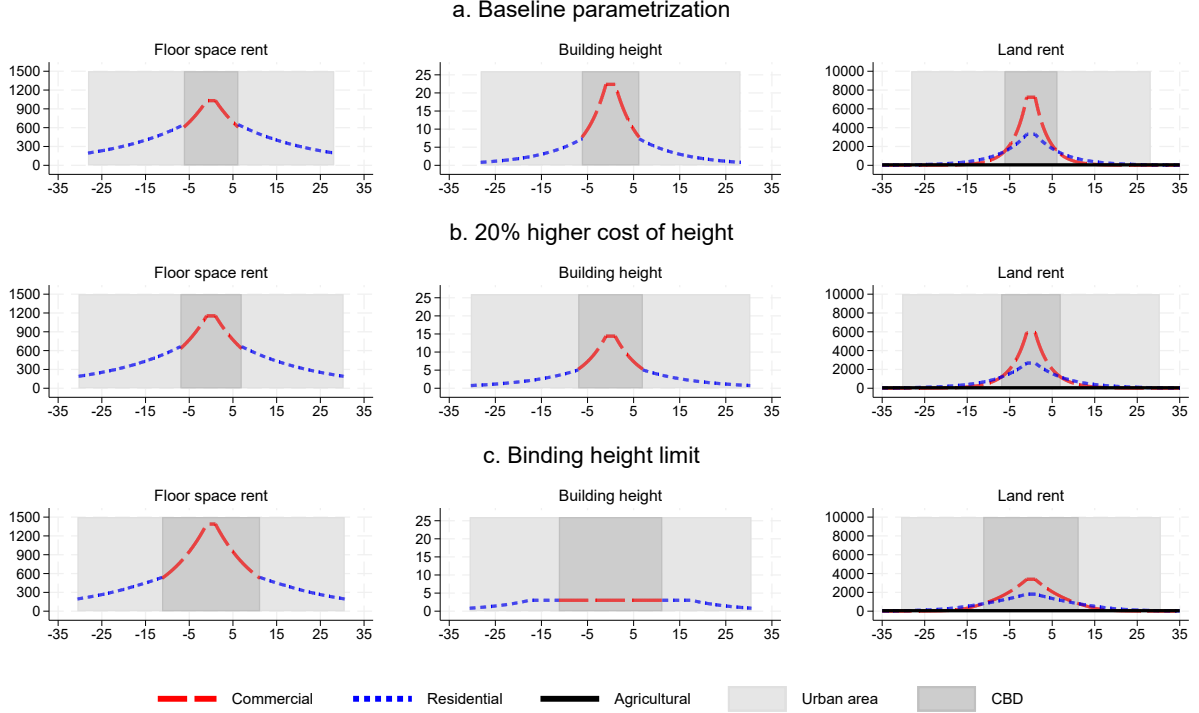 a. Baseline parametrization
Floor space rent
Building height
Land rent
1500
1200
900
600
300
0
-35 -25 -15 -5 5 15 25 35
25
20
15
10
5
0
-35 -25 -15 -5 5 15 25 35
10000
8000
6000
4000
2000
0
-35 -25 -15 -5 5 15 25 35
b. 20% higher cost of height
Floor space rent
Building height
Land rent
1500
1200
900
600
300
0
-35 -25 -15 -5 5 15 25 35
25
20
15
10
5
0
-35 -25 -15 -5 5 15 25 35
10000
8000
6000
4000
2000
0
-35 -25 -15 -5 5 15 25 35
c. Binding height limit
Floor space rent
Building height
Land rent
1500
1200
900
600
300
0
-35 -25 -15 -5 5 15 25 35
25
20
15
10
5
0
-35 -25 -15 -5 5 15 25 35
10000
8000
6000
4000
2000
0
-35 -25 -15 -5 5 15 25 35
Commercial Residential Agricultural Urban area CBD